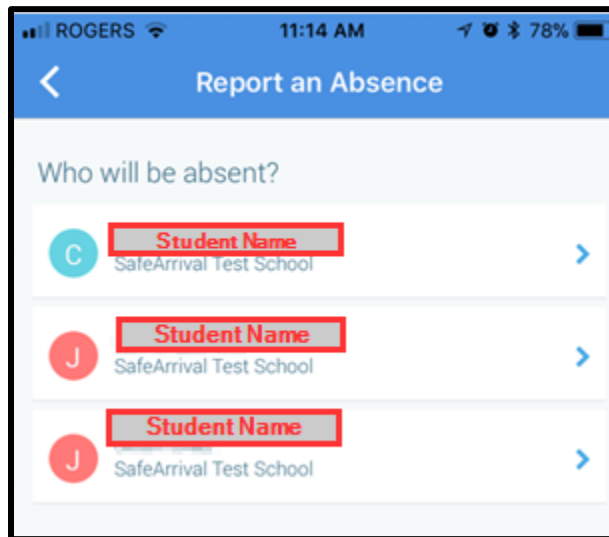 ROGERS 11:14 AM 78%
Report an Absence
Who will be absent?
C
Student Name
SafeArrival Test School
J
Student Name
SafeArrival Test School
J
Student Name
SafeArrival Test School